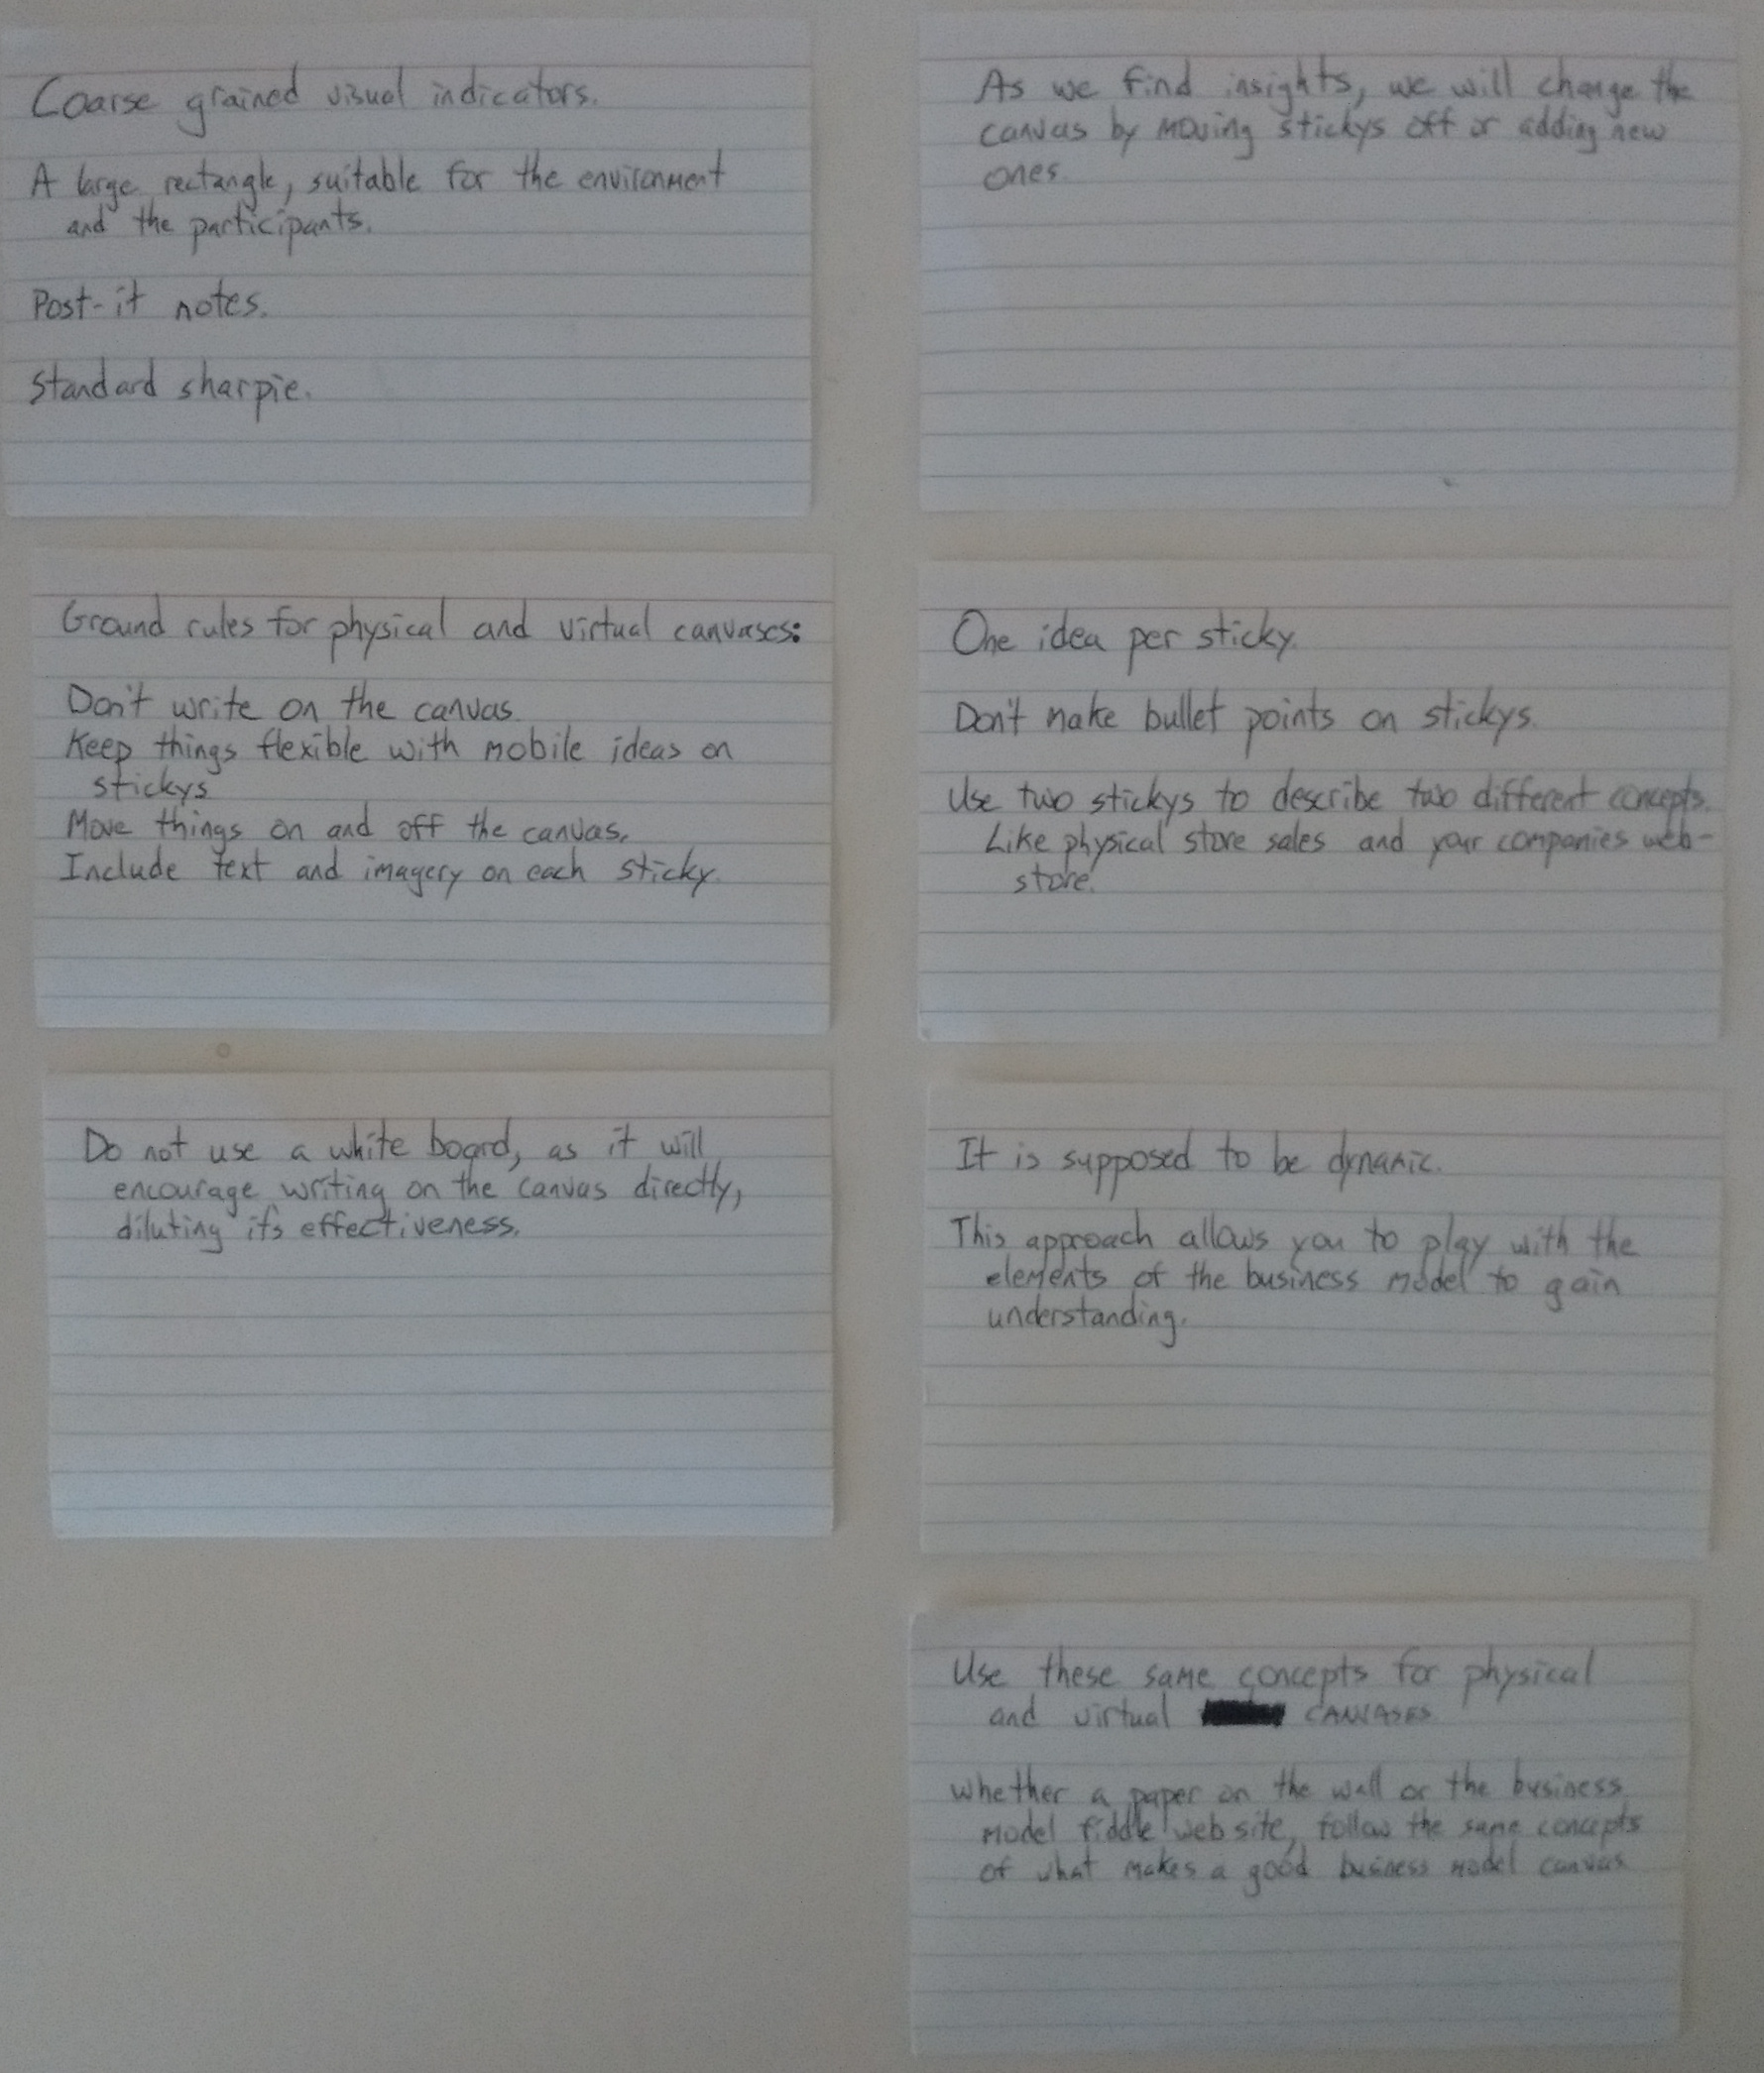 Coarse grained visual indicators.
A large rectangle, suitable for the environment
and the participants.
Post-it notes.
Standard sharpie.
Ground rules for physical and virtual canvases:
Don't write on the canvas.
Keep things flexible with mobile ideas on
stickys
Move things on and off the canvas.
Include text and imagery on each sticky.
Do not use a white board, as it will
encourage writing on the canvas directly,
diluting it's effectiveness.
As we find insights, we will change the
canvas by moving stickys off or adding new
ones.
One idea per sticky.
Don't make bullet points on stickys.
Use two stickys to describe two different concepts.
Like physical store sales and your companies web-
store.
It is supposed to be dynamic.
This approach allows you to play with the
elements of the business model to gain
understanding.
Use these same concepts for physical
and virtual CANVASES
Whether a paper on the wall or the business
model fiddle website, follow the same concepts
of what makes a good business model canvas